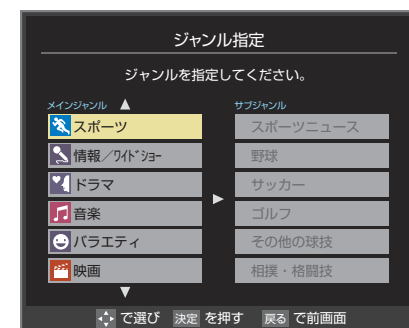 ジャンル指定
ジャンルを指定してください。
メインジャンル
サブジャンル
スポーツ
スポーツニュース
情報／ワイドショー
野球
ドラマ
サッカー
音楽
ゴルフ
バラエティ
その他の球技
映画
相撲・格闘技
で選び 決定 を押す 戻る で前画面